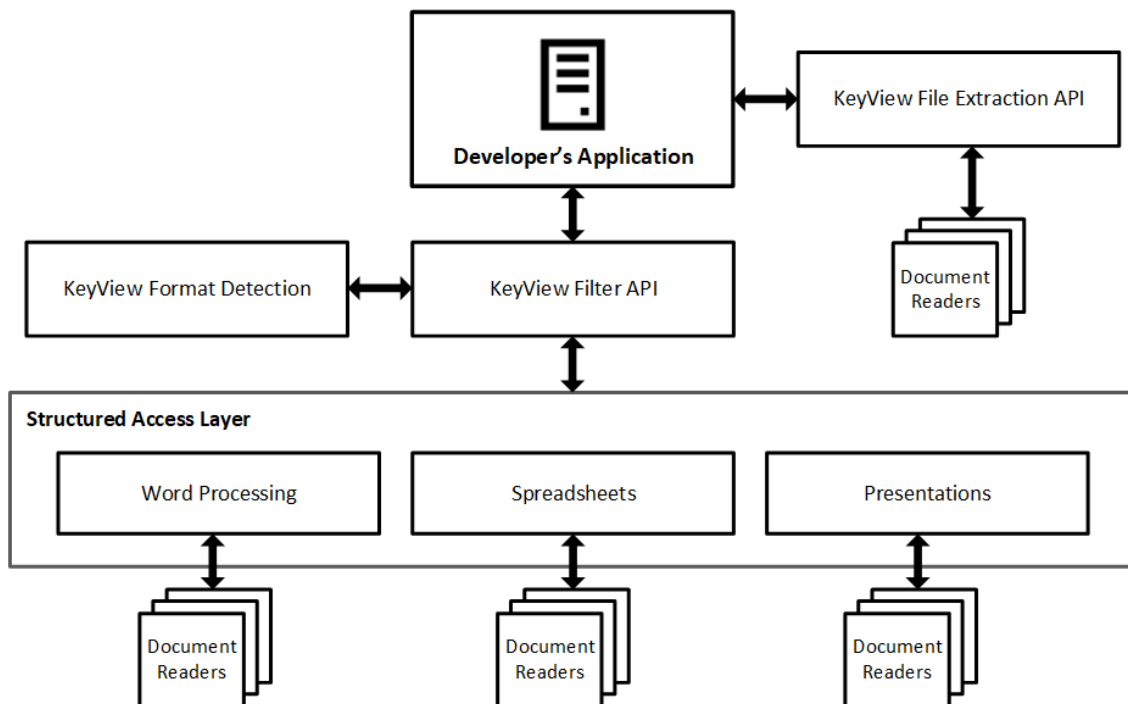 Developer’s Application
KeyView File Extraction API
Document
Readers
KeyView Format Detection
KeyView Filter API
Structured Access Layer
Word Processing
Spreadsheets
Presentations
Document
Readers
Document
Readers
Document
Readers